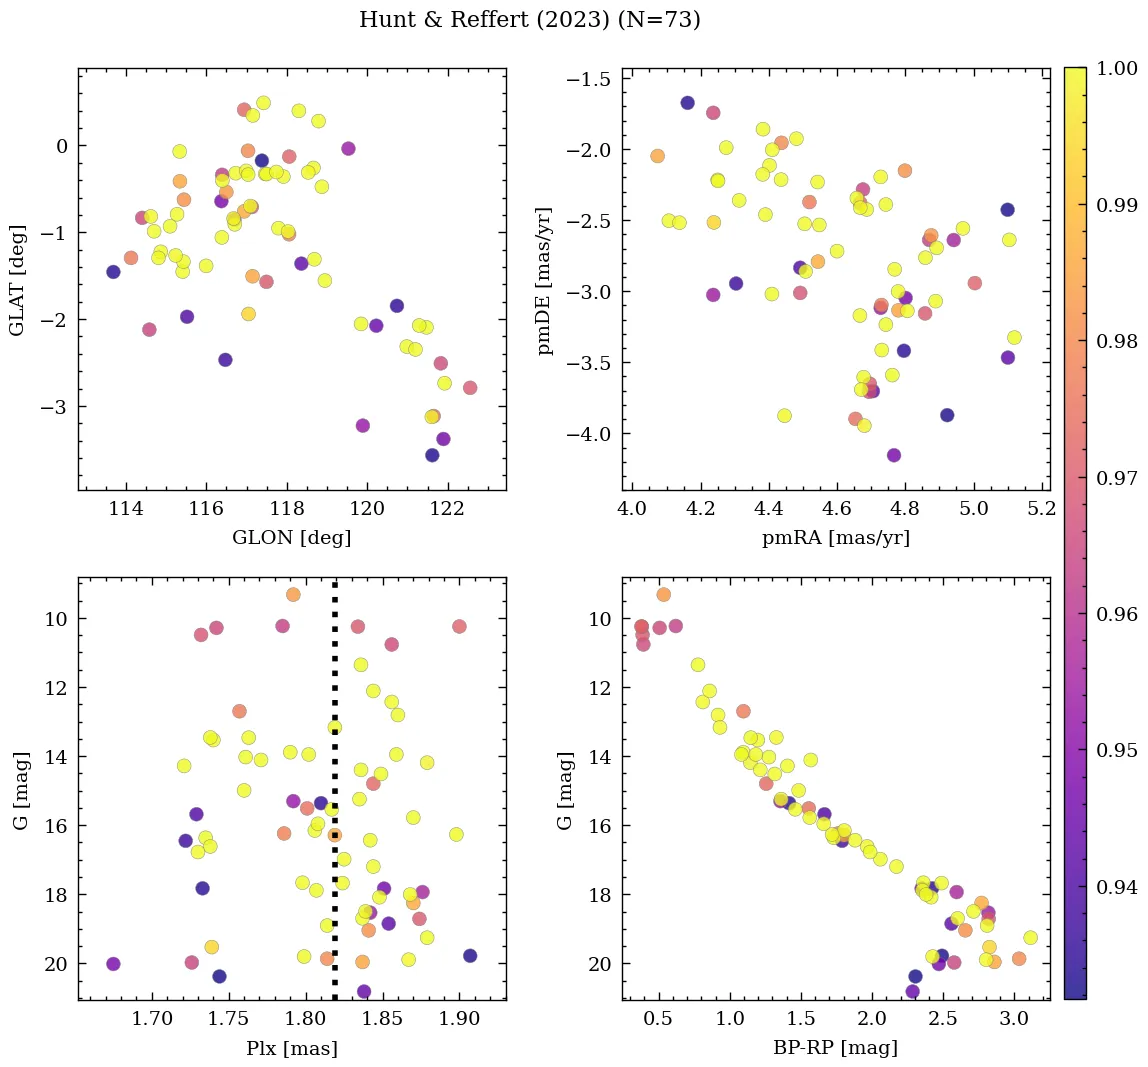 Hunt & Reffert (2023) (N=73)
0
−1
−2
−3
GLAT [deg]
114 116 118 120 122
GLON [deg]
−1.5
−2.0
−2.5
−3.0
−3.5
−4.0
pmDE [mas/yr]
4.0 4.2 4.4 4.6 4.8 5.0 5.2
pmRA [mas/yr]
1.00
0.99
0.98
0.97
0.96
0.95
0.94
10
12
14
16
18
20
G [mag]
1.70 1.75 1.80 1.85 1.90
Plx [mas]
10
12
14
16
18
20
G [mag]
0.5 1.0 1.5 2.0 2.5 3.0
BP-RP [mag]